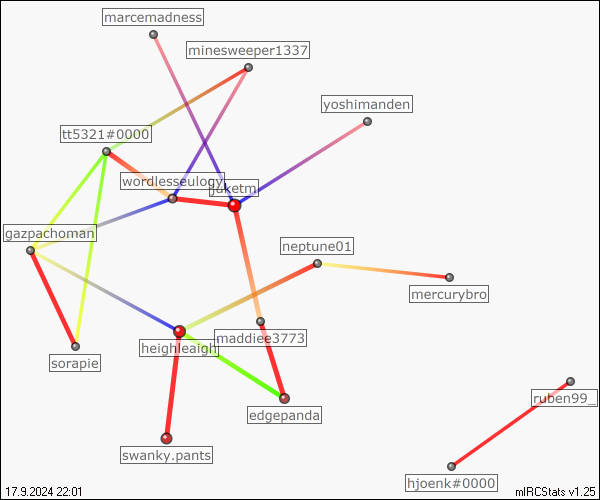 marcemadness
minesweeper1337
yoshimanden
tt5321#0000
wordlesseulogy
juketm
gazpachoman
neptune01
mercurybro
maddiee3773
heighleaigh
sorapie
ruben99_
edgepanda
swanky.pants
hjoenk#0000
17.9.2024 22:01
mIRCStats v1.25